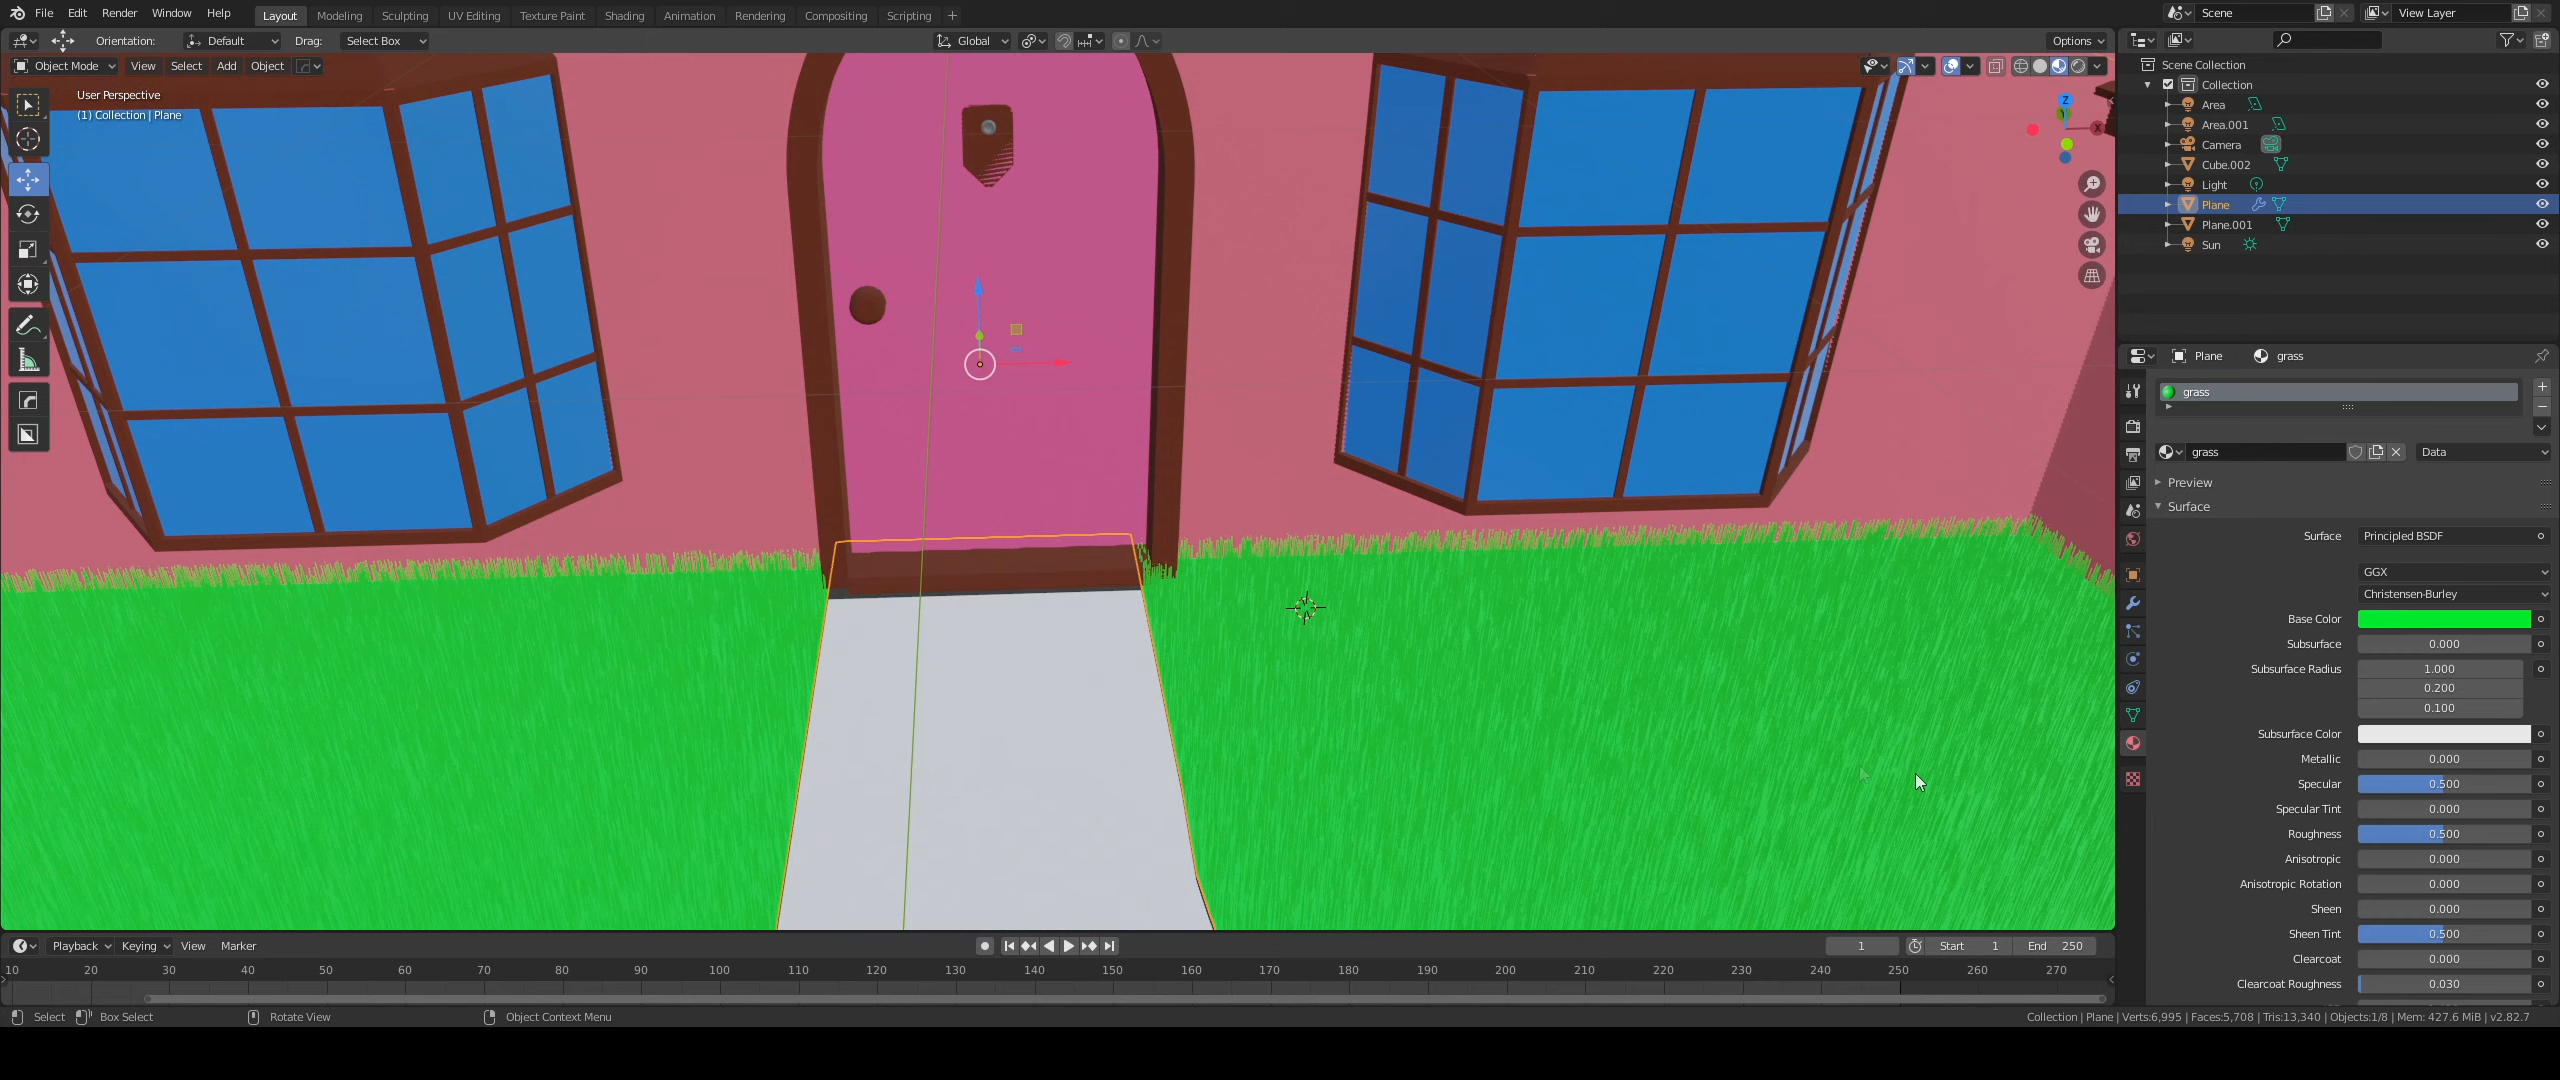 File Edit Render Window Help Layout Modeling Sculpting UV Editing Texture Paint Shading Animation Rendering Compositing Scripting + Scene View Layer
Orientation: Default Drag: Select Box Global Options
Object Mode View Select Add Object
User Perspective
(1) Collection | Plane
Z
X
Scene Collection
Collection
Area
Area.001
Camera
Cube.002
Light
Plane
Plane.001
Sun
Plane grass
grass
grass Data
Preview
Surface
Surface Principled BSDF
GGX
Christensen-Burley
Base Color
Subsurface 0.000
Subsurface Radius 1.000
0.200
0.100
Subsurface Color
Metallic 0.000
Specular 0.500
Specular Tint 0.000
Roughness 0.500
Anisotropic 0.000
Anisotropic Rotation 0.000
Sheen 0.000
Sheen Tint 0.500
Clearcoat 0.000
Clearcoat Roughness 0.030
Playback Keying View Marker 1 Start 1 End 250
10 20 30 40 50 60 70 80 90 100 110 120 130 140 150 160 170 180 190 200 210 220 230 240 250 260 270
Select Box Select Rotate View Object Context Menu Collection | Plane | Verts:6,995 | Faces:5,708 | Tris:13,340 | Objects:1/8 | Mem: 427.6 MiB | v2.82.7